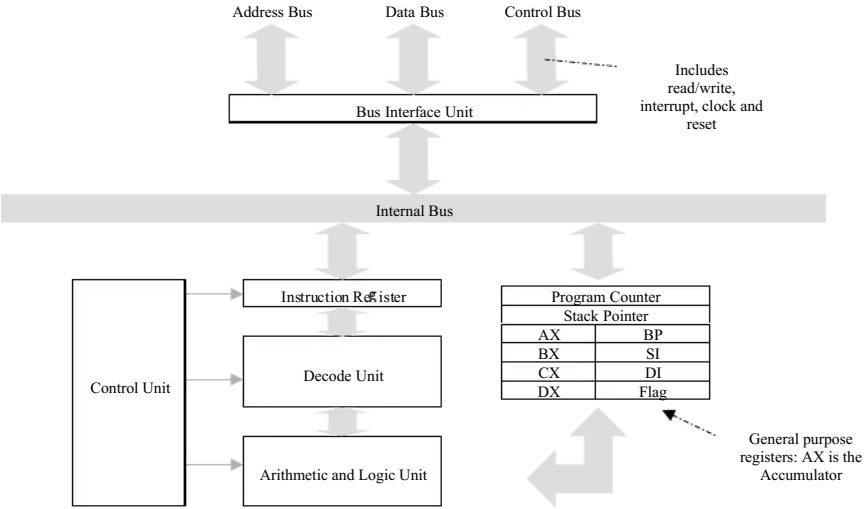 Address Bus
Data Bus
Control Bus
Includes
read/write,
interrupt, clock and
reset
Bus Interface Unit
Internal Bus
Instruction Register
Program Counter
Stack Pointer
AX BP
BX SI
CX DI
DX Flag
Control Unit
Decode Unit
Arithmetic and Logic Unit
General purpose
registers: AX is the
Accumulator